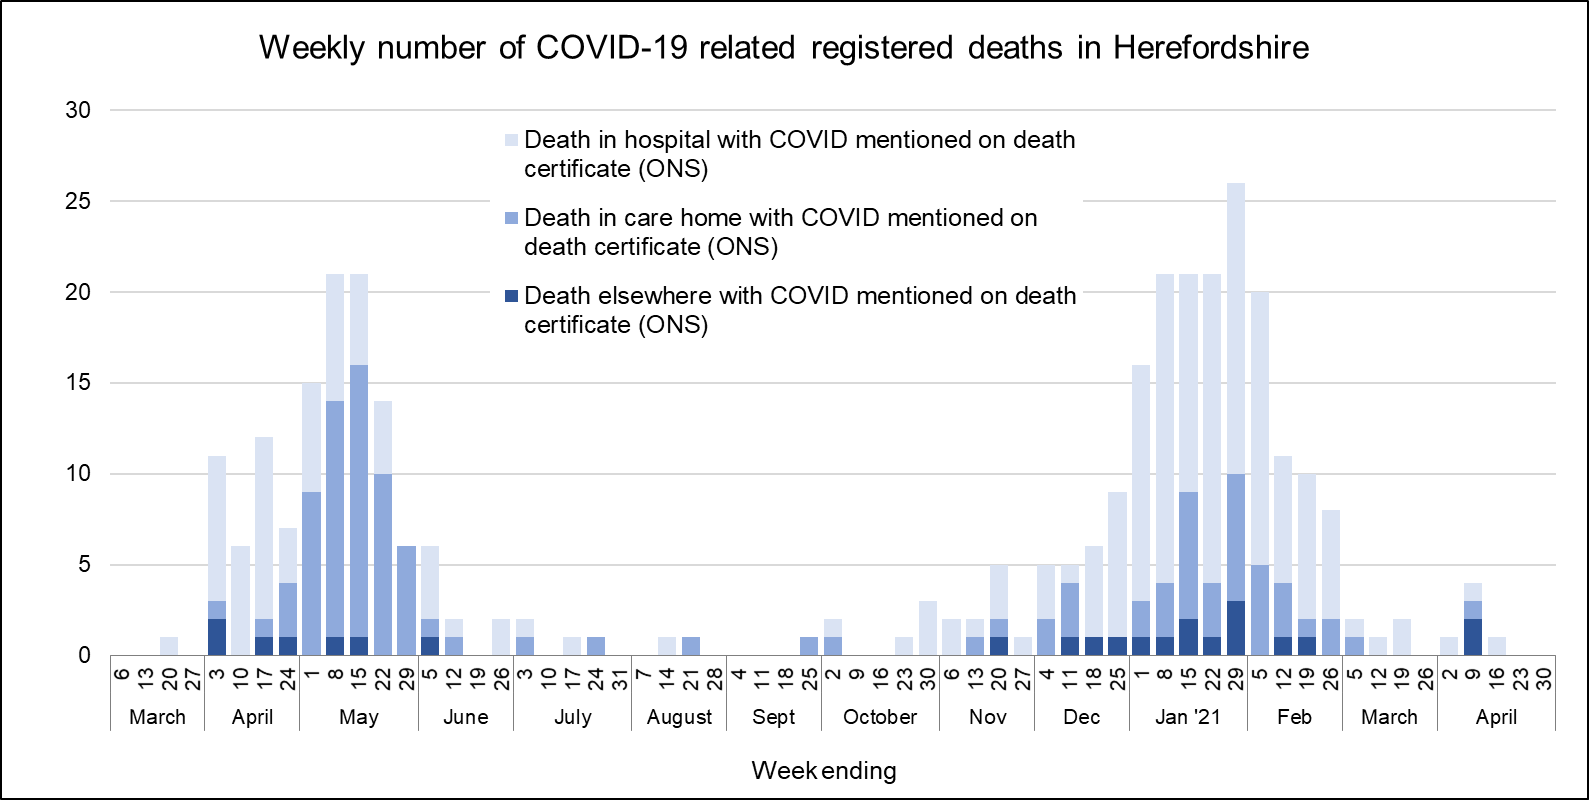 Weekly number of COVID-19 related registered deaths in Herefordshire
30
25
20
15
10
5
0
Death in hospital with COVID mentioned on death
certificate (ONS)
Death in care home with COVID mentioned on
death certificate (ONS)
Death elsewhere with COVID mentioned on death
certificate (ONS)
6 13 20 27 3 10 17 24 1 8 15 22 29 5 12 19 26 3 10 17 24 31 7 14 21 28 4 11 18 25 2 9 16 23 30 6 13 20 27 4 11 18 25 1 8 15 22 29 5 12 19 26 5 12 19 26 2 9 16 23 30
March April May June July August Sept October Nov Dec Jan '21 Feb March April
Week ending